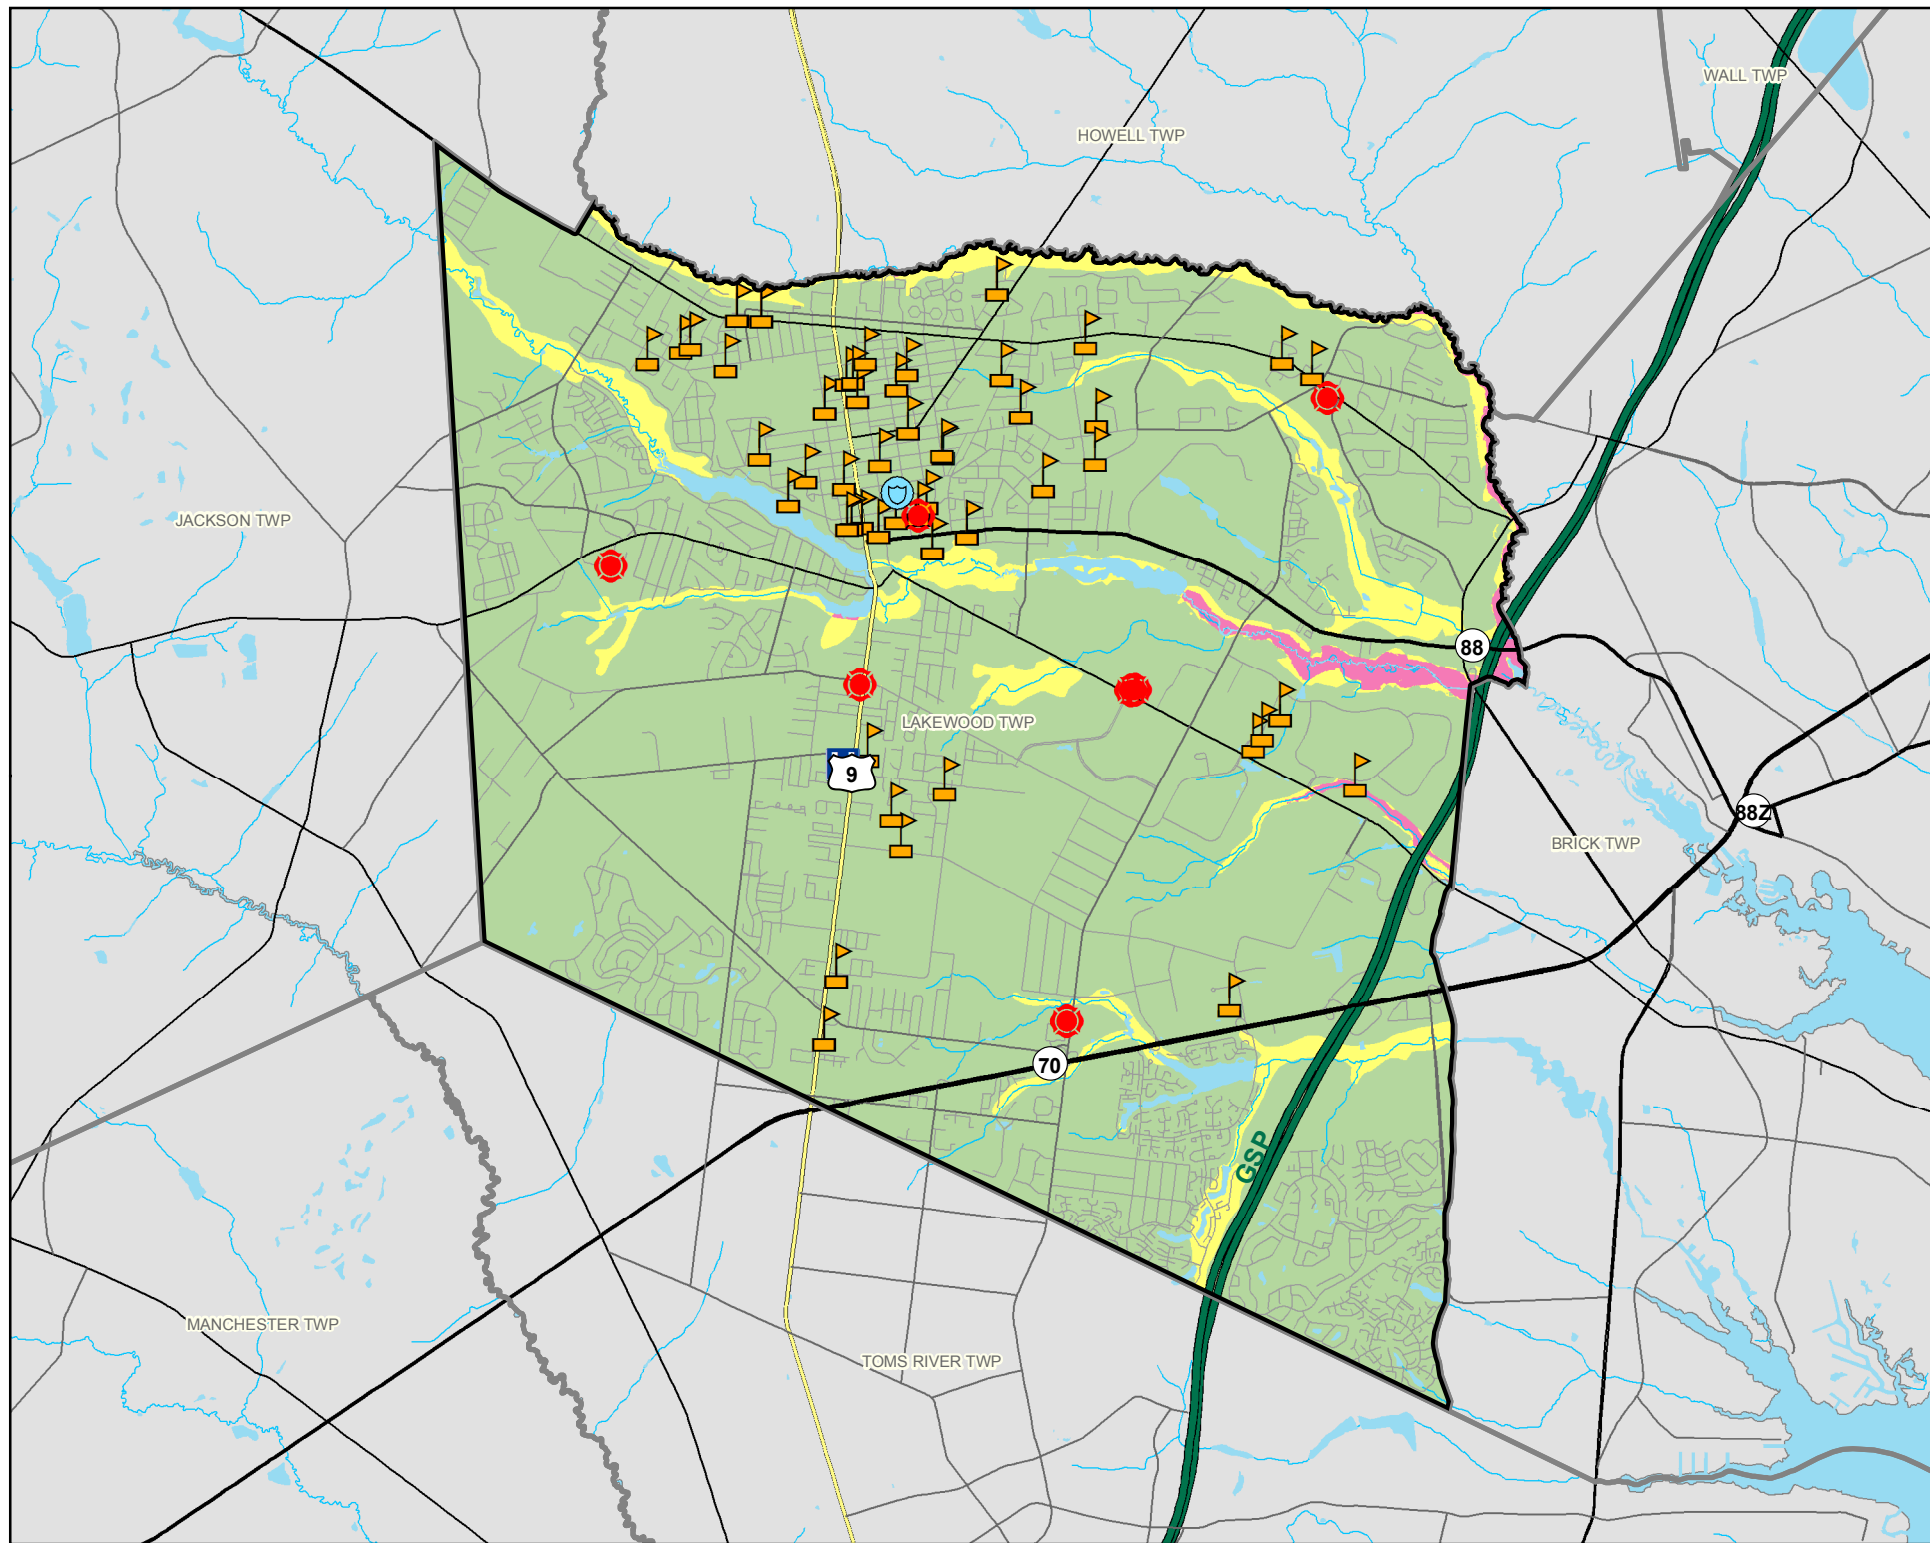 WALL TWP
HOWELL TWP
JACKSON TWP
88
LAKEWOOD TWP
9
88Z
BRICK TWP
70
GSP
MANCHESTER TWP
TOMS RIVER TWP